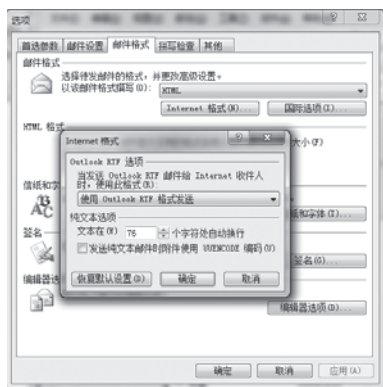 选项
首选参数 邮件设置 邮件格式 拼写检查 其他
邮件格式
选择待发邮件的格式，并更改高级设置。
以该邮件格式撰写(O): HTML
Internet 格式(N)... 国际选项(I)...
HTML 格式
Internet 格式
大小(F)
Outlook RTF 选项
当发送 Outlook RTF 邮件给 Internet 收件人
时，使用此格式(R):
使用 Outlook RTF 格式发送
信纸和字
纸和字体(T)...
纯文本选项
文本在(W) 76 个字符处自动换行
签名
发送纯文本邮件时附件使用 UUENCODE 编码(U)
签名(G)...
恢复默认设置(D) 确定 取消
编辑器选
编辑器选项(D)...
确定 取消 应用(A)